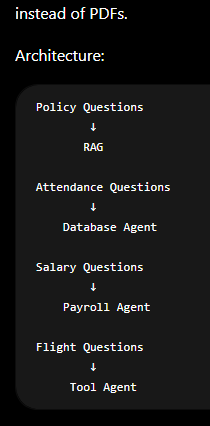 instead of PDFs.
Architecture:
Policy Questions
↓
RAG
Attendance Questions
↓
Database Agent
Salary Questions
↓
Payroll Agent
Flight Questions
↓
Tool Agent